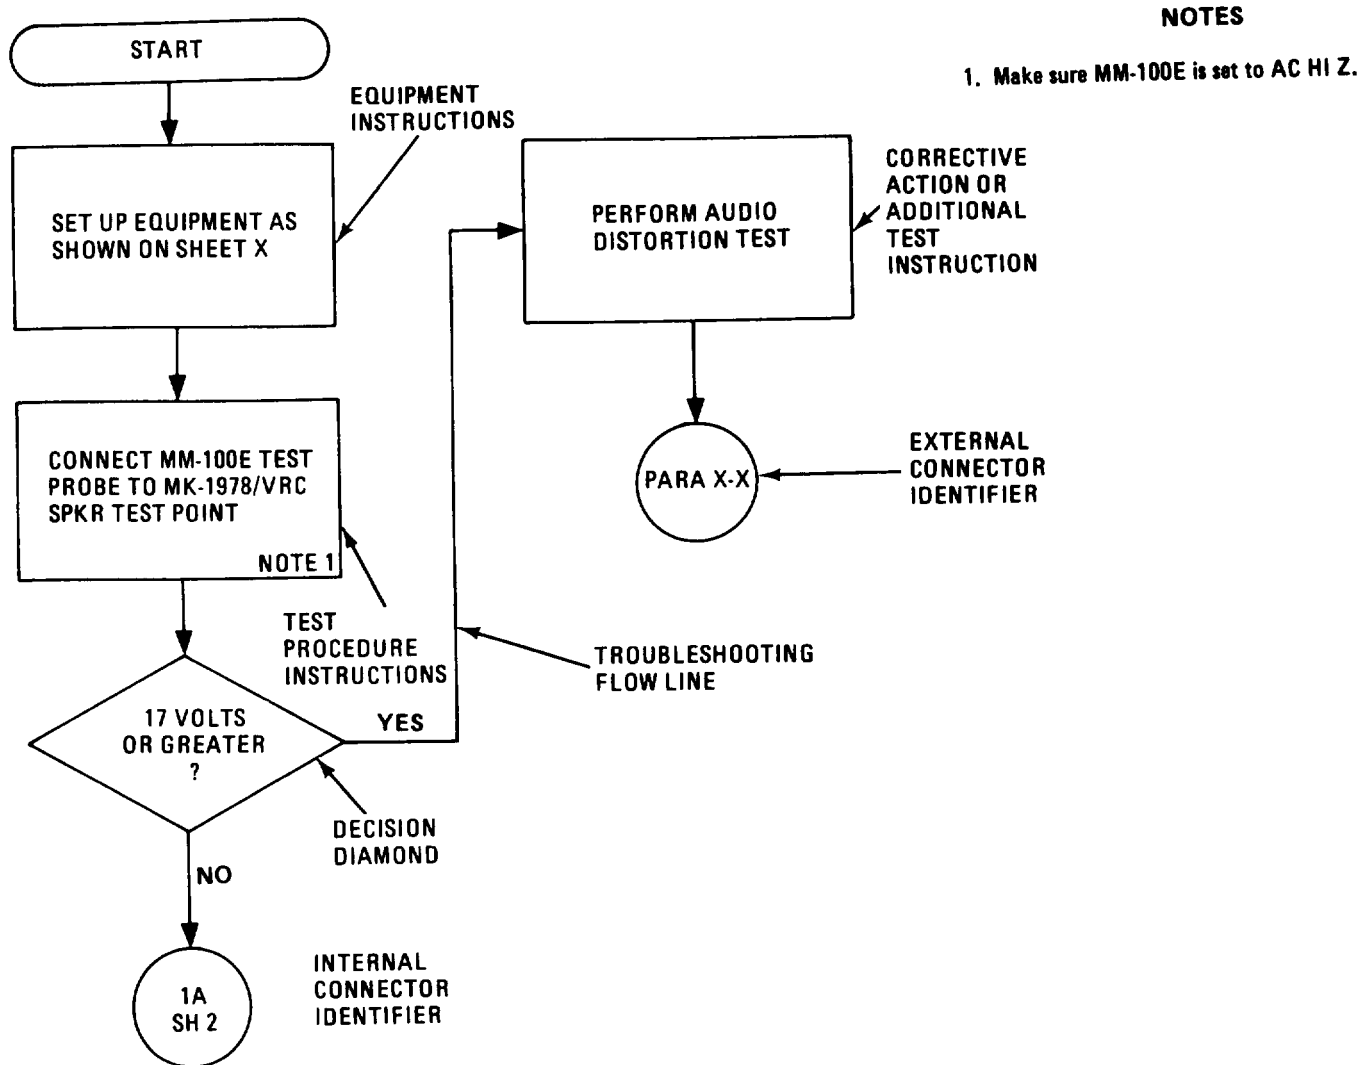 START
EQUIPMENT
INSTRUCTIONS
SET UP EQUIPMENT AS
SHOWN ON SHEET X
CONNECT MM-100E TEST
PROBE TO MK-1978/VRC
SPKR TEST POINT
NOTE 1
TEST
PROCEDURE
INSTRUCTIONS
17 VOLTS
OR GREATER
?
YES
DECISION
DIAMOND
NO
1A
SH 2
INTERNAL
CONNECTOR
IDENTIFIER
TROUBLESHOOTING
FLOW LINE
PERFORM AUDIO
DISTORTION TEST
CORRECTIVE
ACTION OR
ADDITIONAL
TEST
INSTRUCTION
PARA X-X
EXTERNAL
CONNECTOR
IDENTIFIER
NOTES
1. Make sure MM-100E is set to AC HI Z.